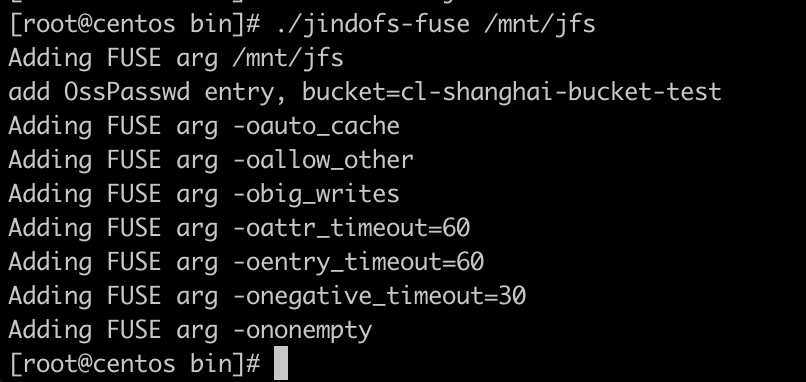 [root@centos bin]# ./jindofs-fuse /mnt/jfs
Adding FUSE arg /mnt/jfs
add OssPasswd entry, bucket=cl-shanghai-bucket-test
Adding FUSE arg -oauto_cache
Adding FUSE arg -oallow_other
Adding FUSE arg -obig_writes
Adding FUSE arg -oattr_timeout=60
Adding FUSE arg -oentry_timeout=60
Adding FUSE arg -onegative_timeout=30
Adding FUSE arg -ononempty
[root@centos bin]#